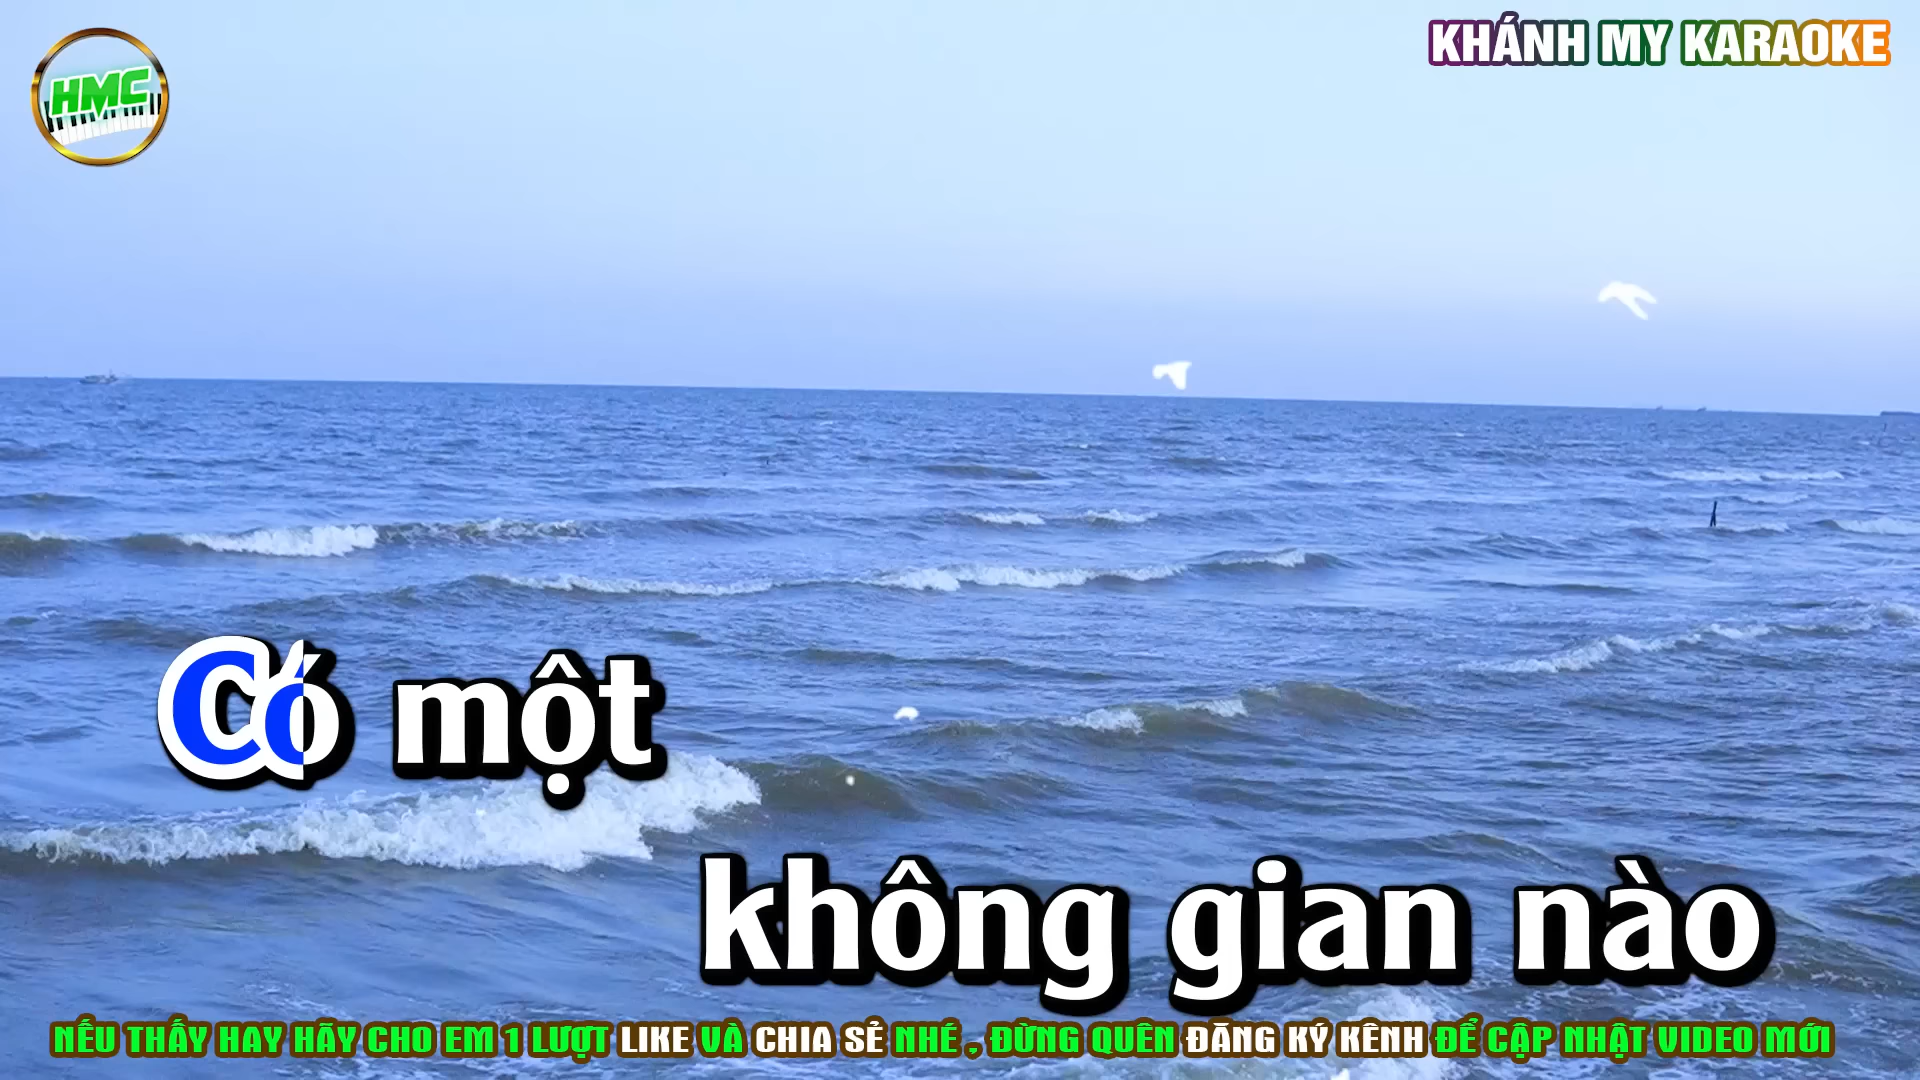 KHÁNH MY KARAOKE
HMC
Có một
không gian nào
NẾU THẤY HAY HÃY CHO EM 1 LƯỢT LIKE VÀ CHIA SẺ NHÉ , ĐỪNG QUÊN ĐĂNG KÝ KÊNH ĐỂ CẬP NHẬT VIDEO MỚI